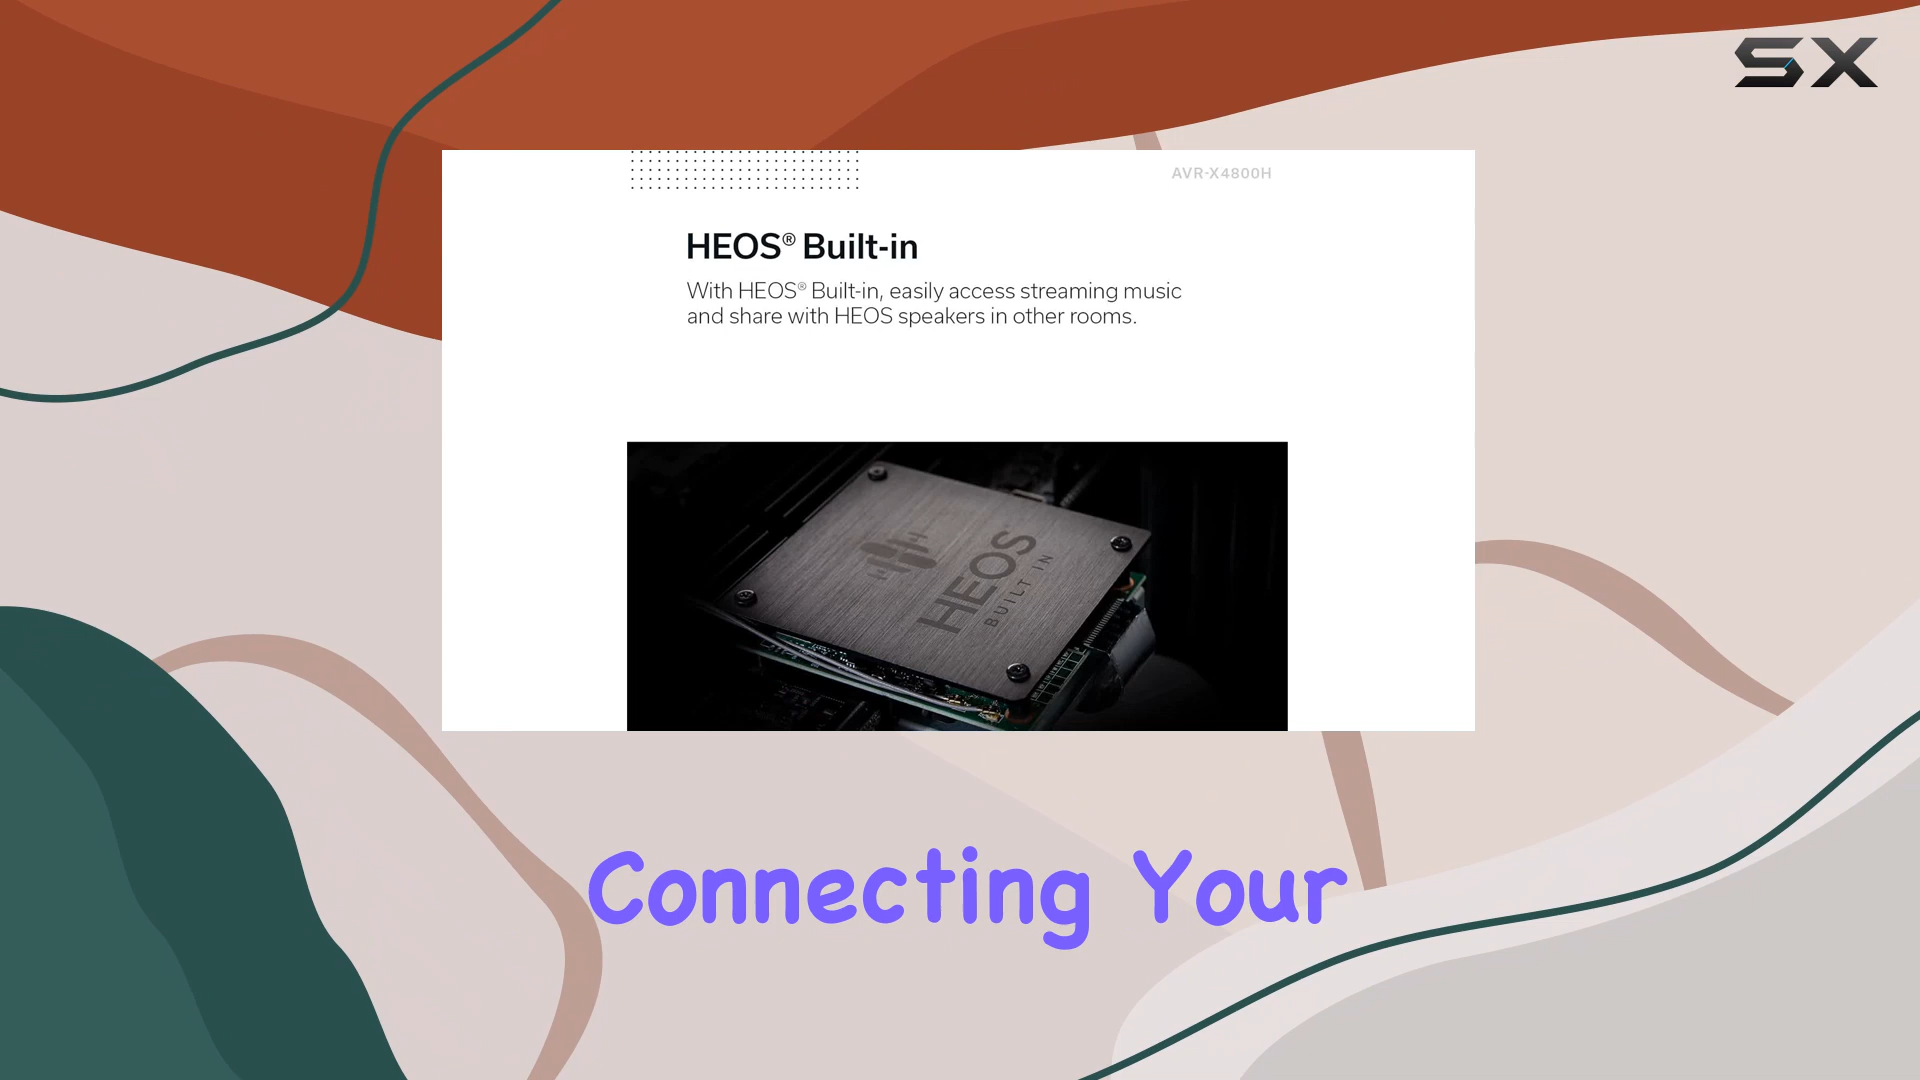 SX
AVR-X4800H
HEOS® Built-in
With HEOS® Built-in, easily access streaming music
and share with HEOS speakers in other rooms.
HEOS
BUILT IN
Connecting Your